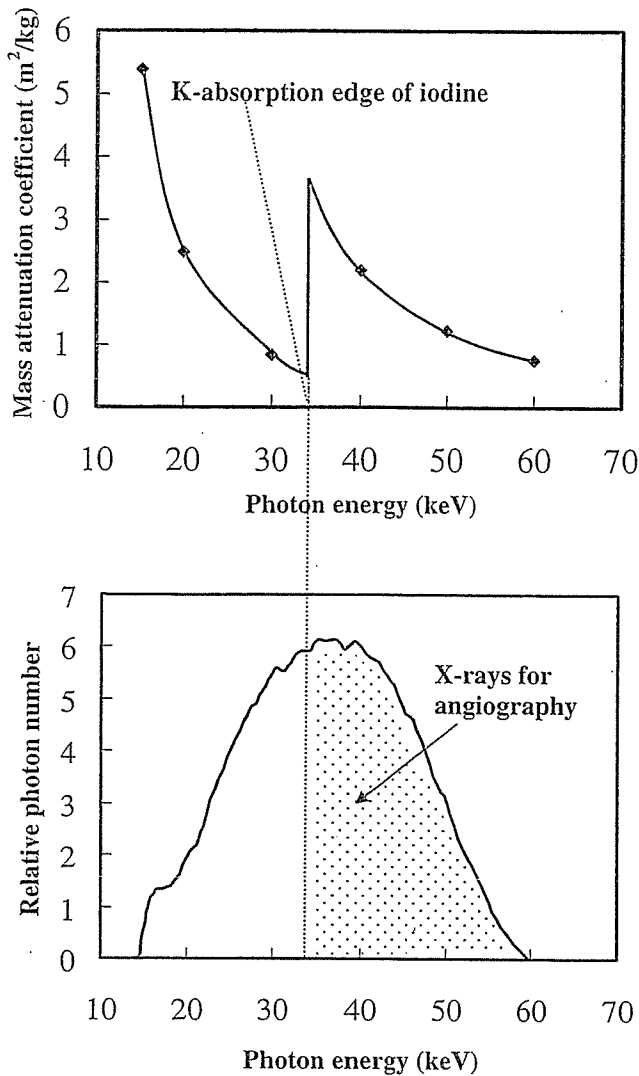 6
5
4
3
2
1
0
Mass attenuation coefficient (m²/kg)
K-absorption edge of iodine
10 20 30 40 50 60 70
Photon energy (keV)
7
6
5
4
3
2
1
0
Relative photon number
X-rays for
angiography
10 20 30 40 50 60 70
Photon energy (keV)